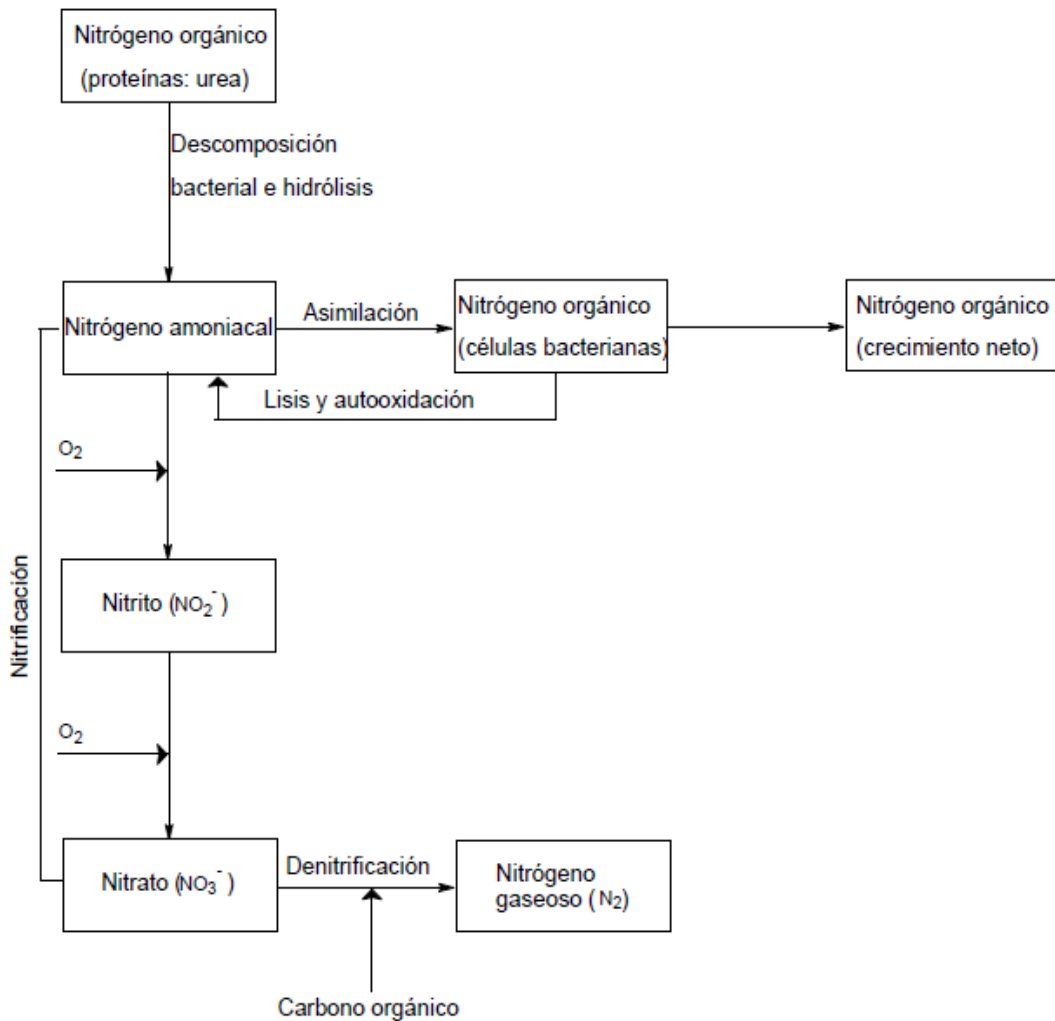 Nitrógeno orgánico
(proteínas: urea)
Descomposición
bacterial e hidrólisis
Nitrógeno amoniacal
Asimilación
Nitrógeno orgánico
(células bacterianas)
Nitrógeno orgánico
(crecimiento neto)
Lisis y autooxidación
O₂
Nitrificación
Nitrito (NO₂⁻)
O₂
Nitrato (NO₃⁻)
Denitrificación
Nitrógeno
gaseoso (N₂)
Carbono orgánico